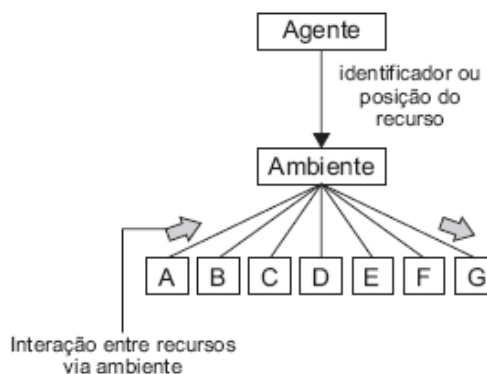 Agente
identificador ou
posição do
recurso
Ambiente
A B C D E F G
Interação entre recursos
via ambiente